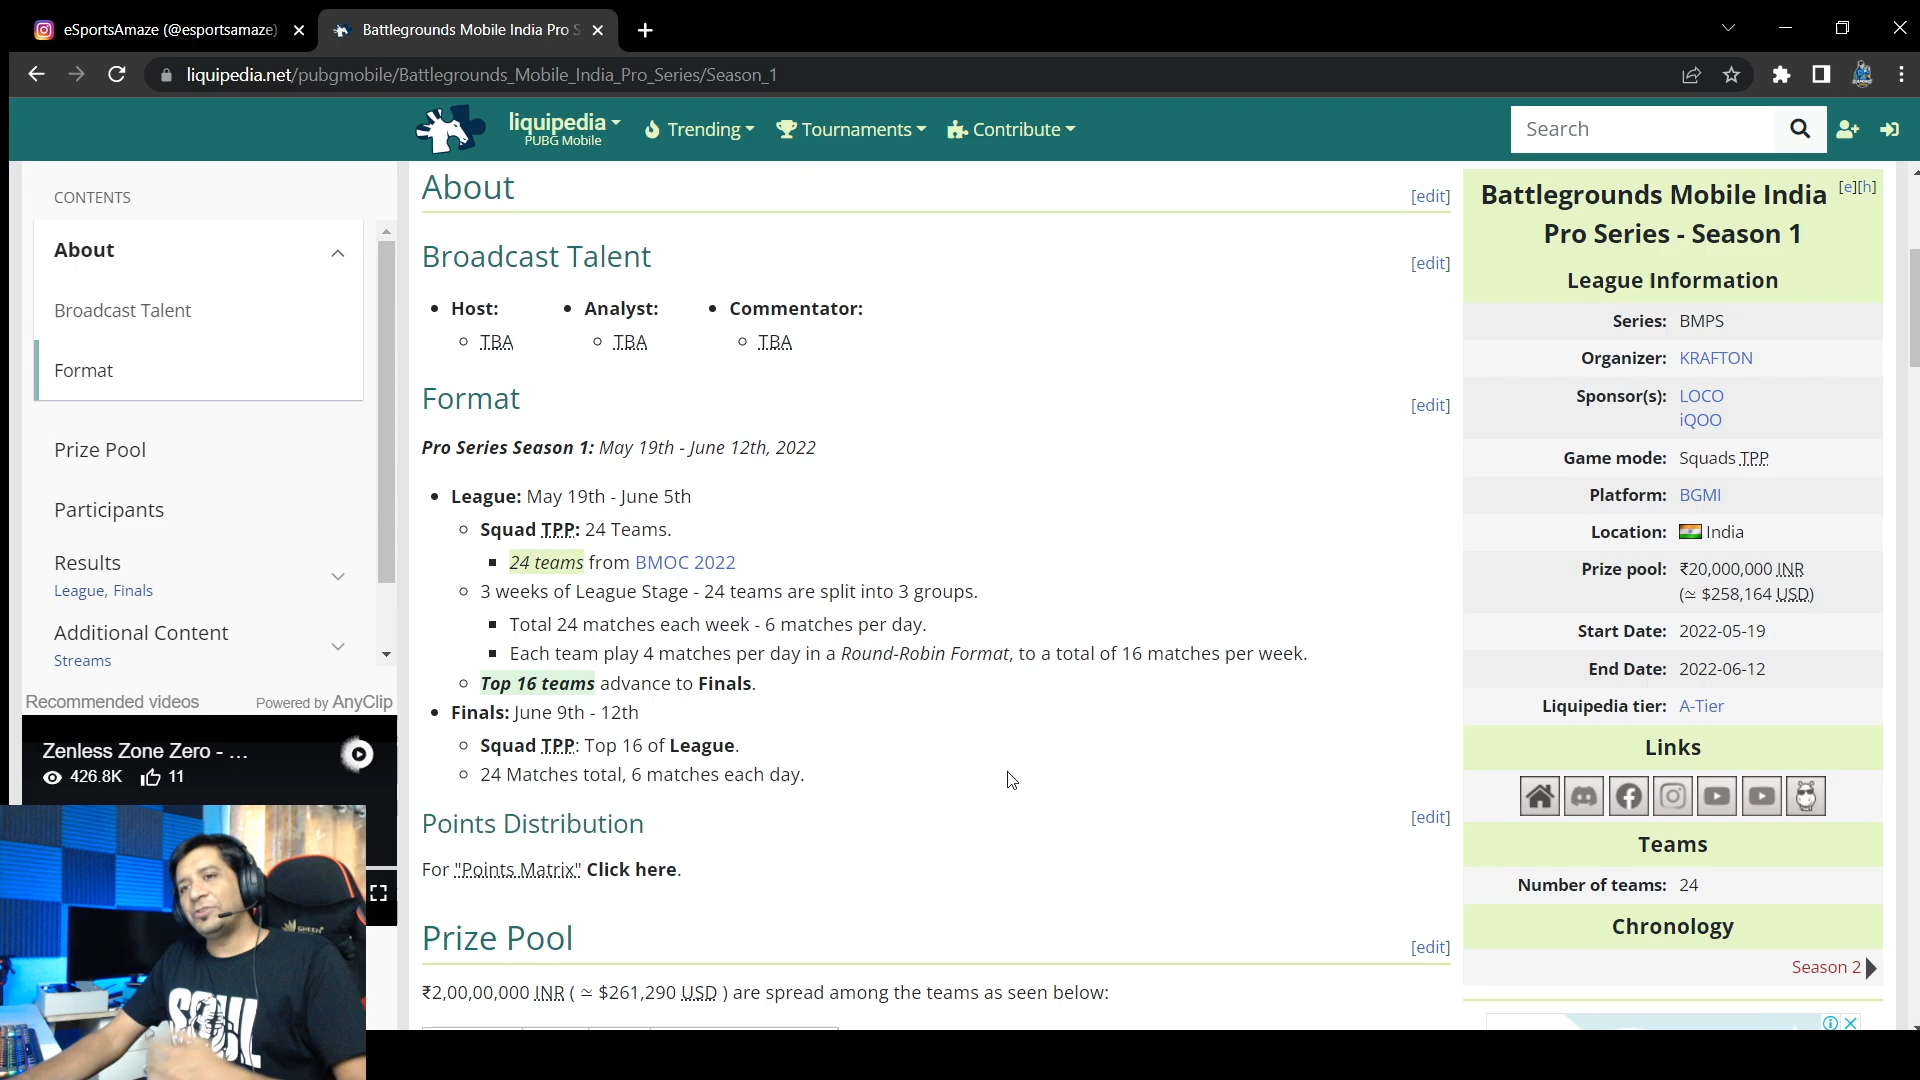 eSportsAmaze (@esportsamaze)
Battlegrounds Mobile India Pro S
liquipedia.net/pubgmobile/Battlegrounds_Mobile_India_Pro_Series/Season_1
liquipedia
PUBG Mobile
Trending
Tournaments
Contribute
Search
CONTENTS
About
Broadcast Talent
Format
Prize Pool
Participants
Results
League, Finals
Additional Content
Streams
Recommended videos
Powered by AnyClip
Zenless Zone Zero - ...
426.8K 11
About
[edit]
Broadcast Talent
[edit]
Host:
TBA
Analyst:
TBA
Commentator:
TBA
Format
[edit]
Pro Series Season 1: May 19th - June 12th, 2022
League: May 19th - June 5th
Squad TPP: 24 Teams.
24 teams from BMOC 2022
3 weeks of League Stage - 24 teams are split into 3 groups.
Total 24 matches each week - 6 matches per day.
Each team play 4 matches per day in a Round-Robin Format, to a total of 16 matches per week.
Top 16 teams advance to Finals.
Finals: June 9th - 12th
Squad TPP: Top 16 of League.
24 Matches total, 6 matches each day.
Points Distribution
[edit]
For "Points Matrix" Click here.
Prize Pool
[edit]
₹2,00,00,000 INR ( ≃ $261,290 USD ) are spread among the teams as seen below:
Battlegrounds Mobile India
Pro Series - Season 1
[e][h]
League Information
Series: BMPS
Organizer: KRAFTON
Sponsor(s): LOCO
iQOO
Game mode: Squads TPP
Platform: BGMI
Location: India
Prize pool: ₹20,000,000 INR
(≃ $258,164 USD)
Start Date: 2022-05-19
End Date: 2022-06-12
Liquipedia tier: A-Tier
Links
Teams
Number of teams: 24
Chronology
Season 2
GREEN
SOUL